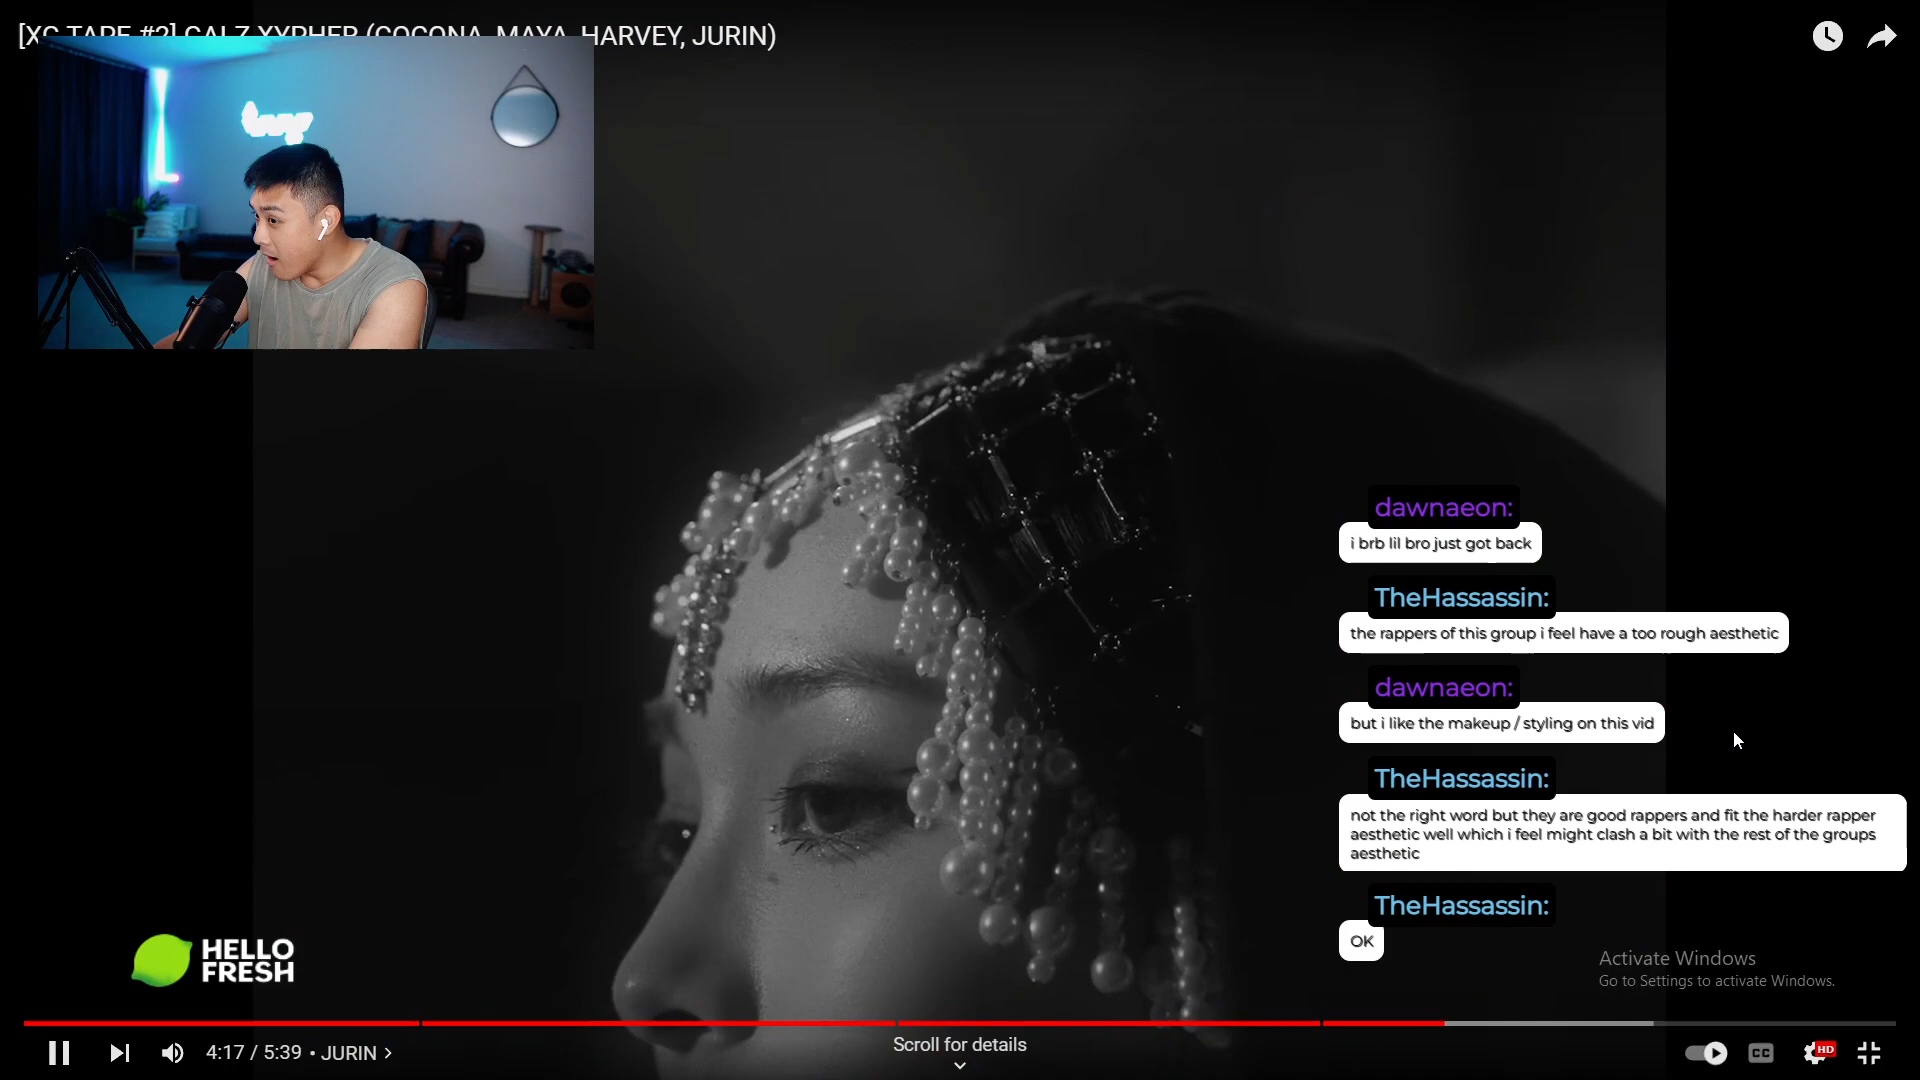 HARVEY, JURIN)
dawnaeon:
i brb lil bro just got back
TheHassassin:
the rappers of this group i feel have a too rough aesthetic
dawnaeon:
but i like the makeup / styling on this vid
TheHassassin:
not the right word but they are good rappers and fit the harder rapper
aesthetic well which i feel might clash a bit with the rest of the groups
aesthetic
TheHassassin:
OK
HELLO
FRESH
Activate Windows
Go to Settings to activate Windows.
4:17 / 5:39 • JURIN >
Scroll for details
CC
HD